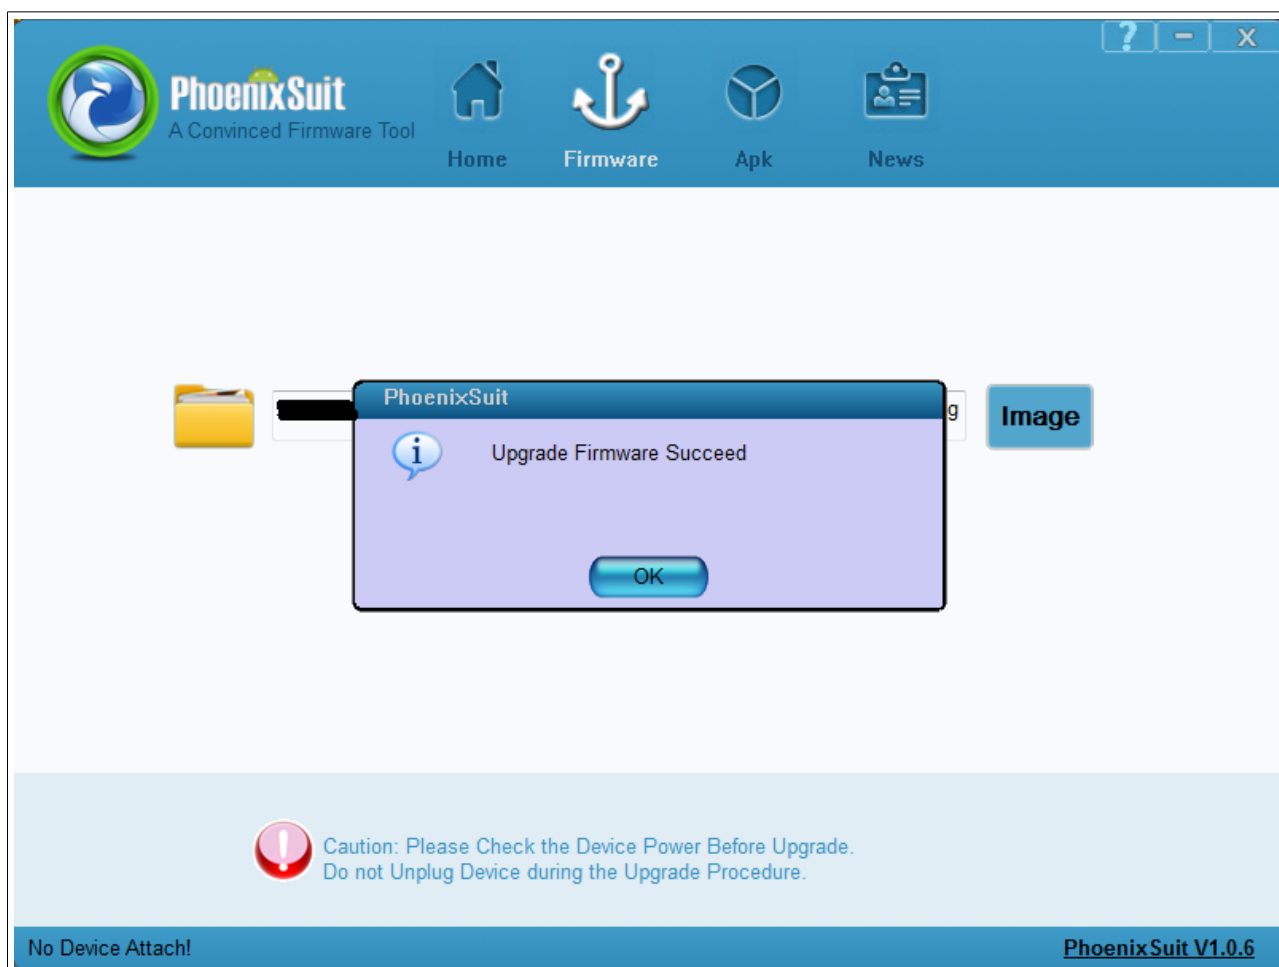 ? - X
PhoenixSuit
A Convinced Firmware Tool
Home Firmware Apk News
PhoenixSuit
g
Image
i
Upgrade Firmware Succeed
OK
Caution: Please Check the Device Power Before Upgrade.
Do not Unplug Device during the Upgrade Procedure.
No Device Attach!
PhoenixSuit V1.0.6